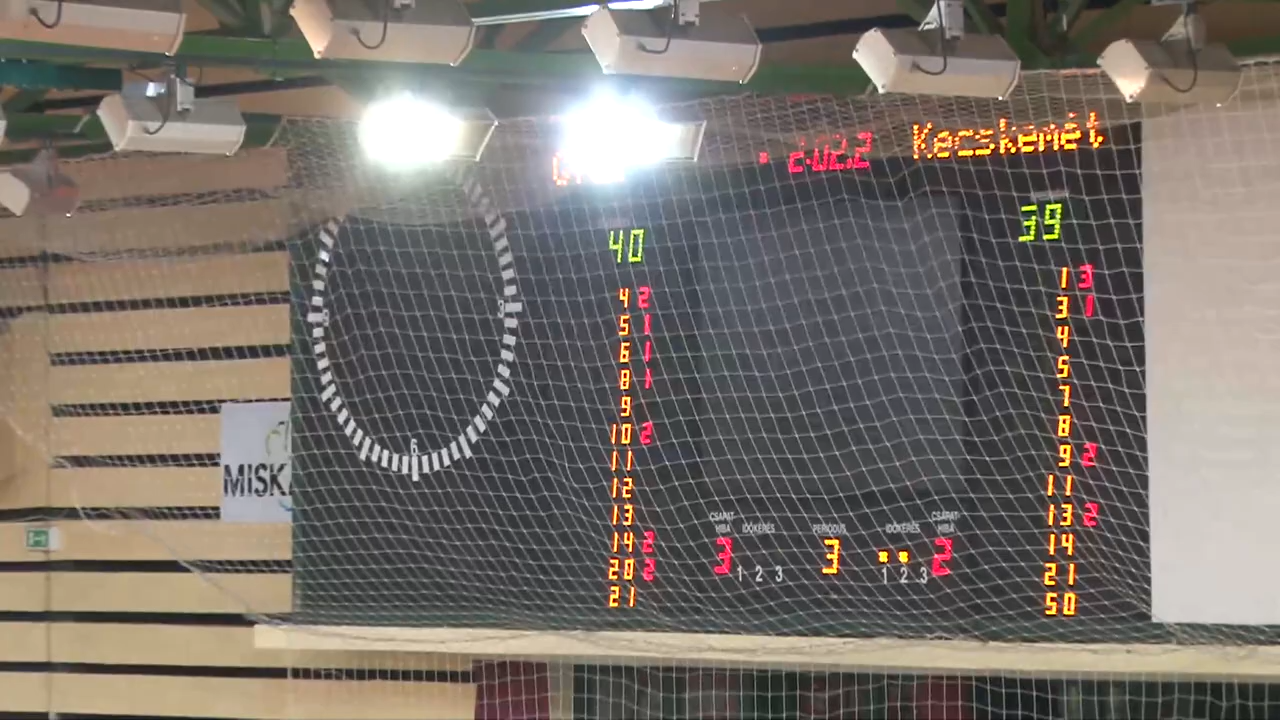 2:02.2 Kecskemét
40 39
4 2 1 3
5 1 3 1
6 1 4
8 1 5
9 7
10 2 8
11 9 2
12 11
13 13 2
14 2 14
20 2 21
21 50
CSAPAT HIBA IDŐKÉRÉS PERIÓDUS IDŐKÉRÉS CSAPAT HIBA
3 1 2 3 3 1 2 3 2
3
6
MISK